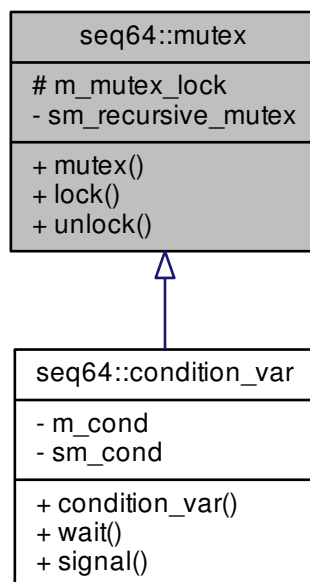 seq64::mutex
# m_mutex_lock
- sm_recursive_mutex
+ mutex()
+ lock()
+ unlock()
seq64::condition_var
- m_cond
- sm_cond
+ condition_var()
+ wait()
+ signal()